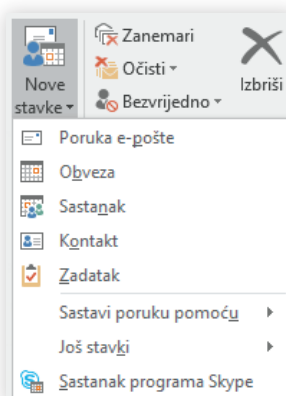 Nove
stavke
Zanemari
Očisti
Bezvrijedno
Izbriši
Poruka e-pošte
Obveza
Sastanak
Kontakt
Zadatak
Sastavi poruku pomoću
Još stavki
Sastanak programa Skype